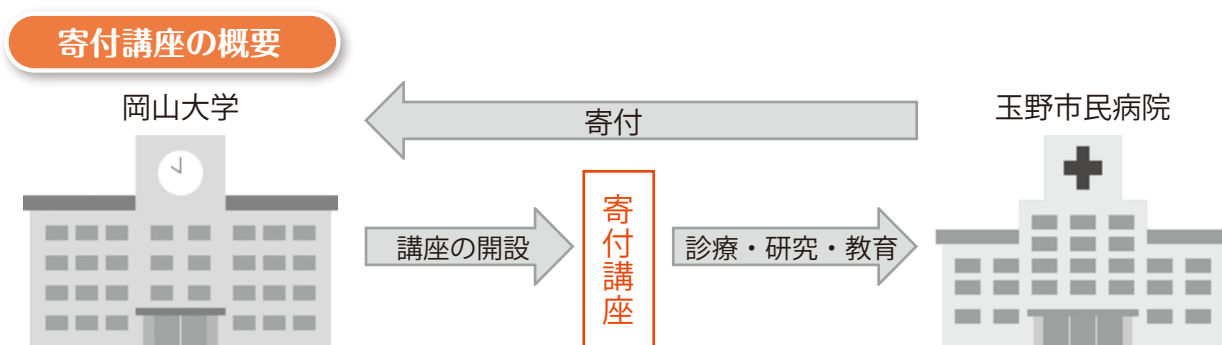 寄付講座の概要
岡山大学
玉野市民病院
寄付
講座の開設
寄付講座
診療・研究・教育